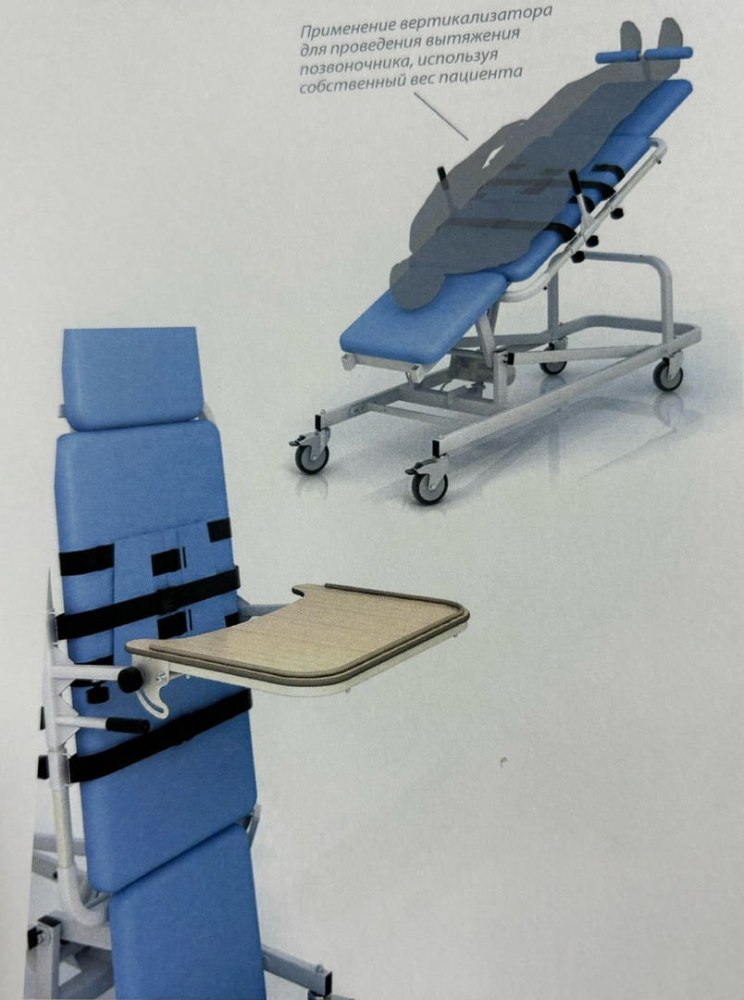 Применение вертикализатора
для проведения вытяжения
позвоночника, используя
собственный вес пациента